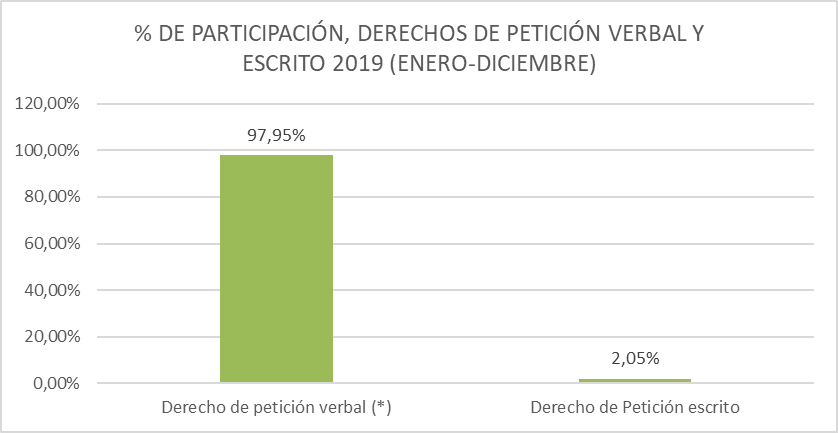 % DE PARTICIPACIÓN, DERECHOS DE PETICIÓN VERBAL Y
ESCRITO 2019 (ENERO-DICIEMBRE)
120,00%
100,00%
80,00%
60,00%
40,00%
20,00%
0,00%
97,95%
2,05%
Derecho de petición verbal (*)
Derecho de Petición escrito